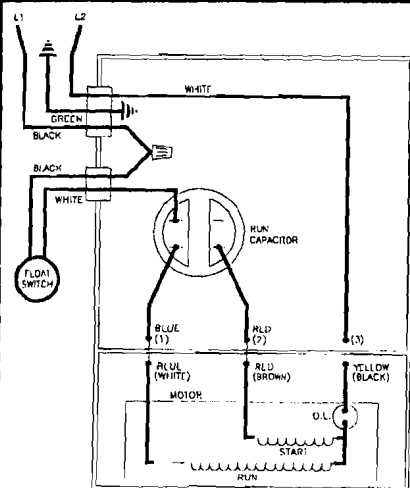 L1 L2
WHITE
GREEN
BLACK
BLACK
WHITE
RUN
CAPACITOR
FLOAT
SWITCH
BLUE
(1)
RED
(2)
(3)
BLUE
(WHITE)
RED
(BROWN)
YELLOW
(BLACK)
MOTOR
O.L.
START
RUN